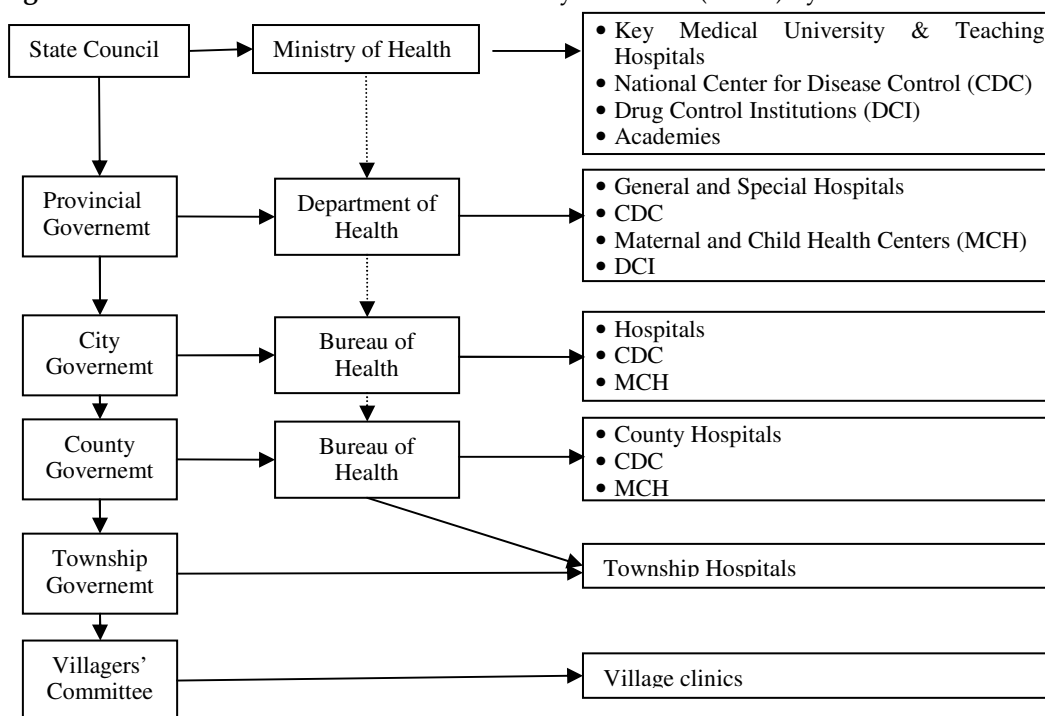 State Council
Ministry of Health
• Key Medical University & Teaching
Hospitals
• National Center for Disease Control (CDC)
• Drug Control Institutions (DCI)
• Academies
Provincial
Governemt
Department of
Health
• General and Special Hospitals
• CDC
• Maternal and Child Health Centers (MCH)
• DCI
City
Governemt
Bureau of
Health
• Hospitals
• CDC
• MCH
County
Governemt
Bureau of
Health
• County Hospitals
• CDC
• MCH
Township
Governemt
Township Hospitals
Villagers’
Committee
Village clinics